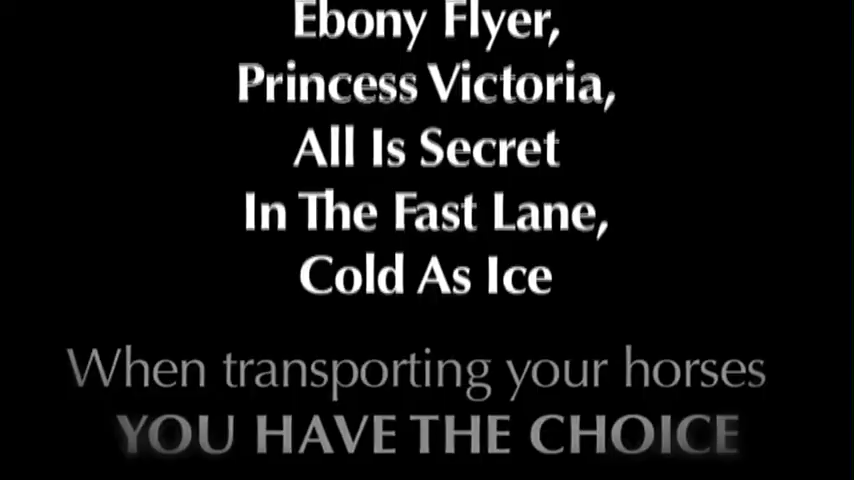 Ebony Flyer,
Princess Victoria,
All Is Secret
In The Fast Lane,
Cold As Ice
When transporting your horses
YOU HAVE THE CHOICE